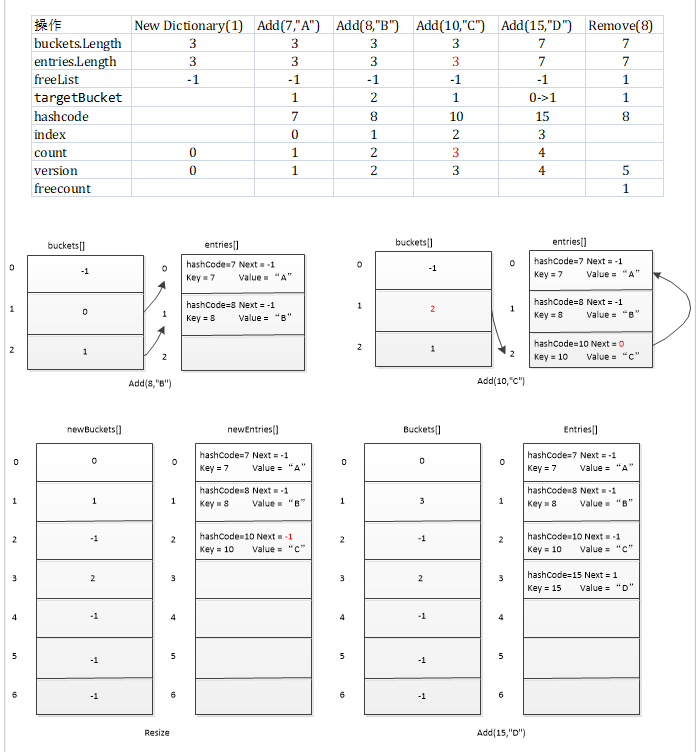 操作 New Dictionary(1) Add(7,"A") Add(8,"B") Add(10,"C") Add(15,"D") Remove(8)
buckets.Length 3 3 3 3 7 7
entries.Length 3 3 3 3 7 7
freeList -1 -1 -1 -1 -1 1
targetBucket 1 2 1 0->1 1
hashcode 7 8 10 15 8
index 0 1 2 3
count 0 1 2 3 4
version 0 1 2 3 4 5
freecount 1
buckets[] entries[]
0 -1 0 hashCode=7 Next = -1
Key = 7 Value = “A”
1 0 1 hashCode=8 Next = -1
Key = 8 Value = “B”
2 1 2
Add(8,"B")
buckets[] entries[]
0 -1 0 hashCode=7 Next = -1
Key = 7 Value = “A”
1 2 1 hashCode=8 Next = -1
Key = 8 Value = “B”
2 1 2 hashCode=10 Next = 0
Key = 10 Value = “C”
Add(10,"C")
newBuckets[] newEntries[]
0 0 0 hashCode=7 Next = -1
Key = 7 Value = “A”
1 1 1 hashCode=8 Next = -1
Key = 8 Value = “B”
2 -1 2 hashCode=10 Next = -1
Key = 10 Value = “C”
3 2 3
4 -1 4
5 -1 5
6 -1 6
Resize
Buckets[] Entries[]
0 0 0 hashCode=7 Next = -1
Key = 7 Value = “A”
1 3 1 hashCode=8 Next = -1
Key = 8 Value = “B”
2 -1 2 hashCode=10 Next = -1
Key = 10 Value = “C”
3 2 3 hashCode=15 Next = 1
Key = 15 Value = “D”
4 -1 4
5 -1 5
6 -1 6
Add(15,"D")